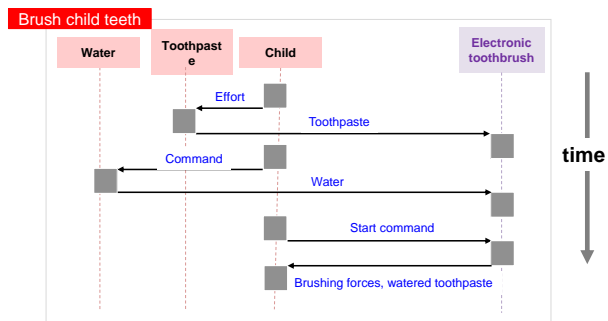 Brush child teeth
Water
Toothpast
e
Child
Electronic
toothbrush
Effort
Toothpaste
time
Command
Water
Start command
Brushing forces, watered toothpaste